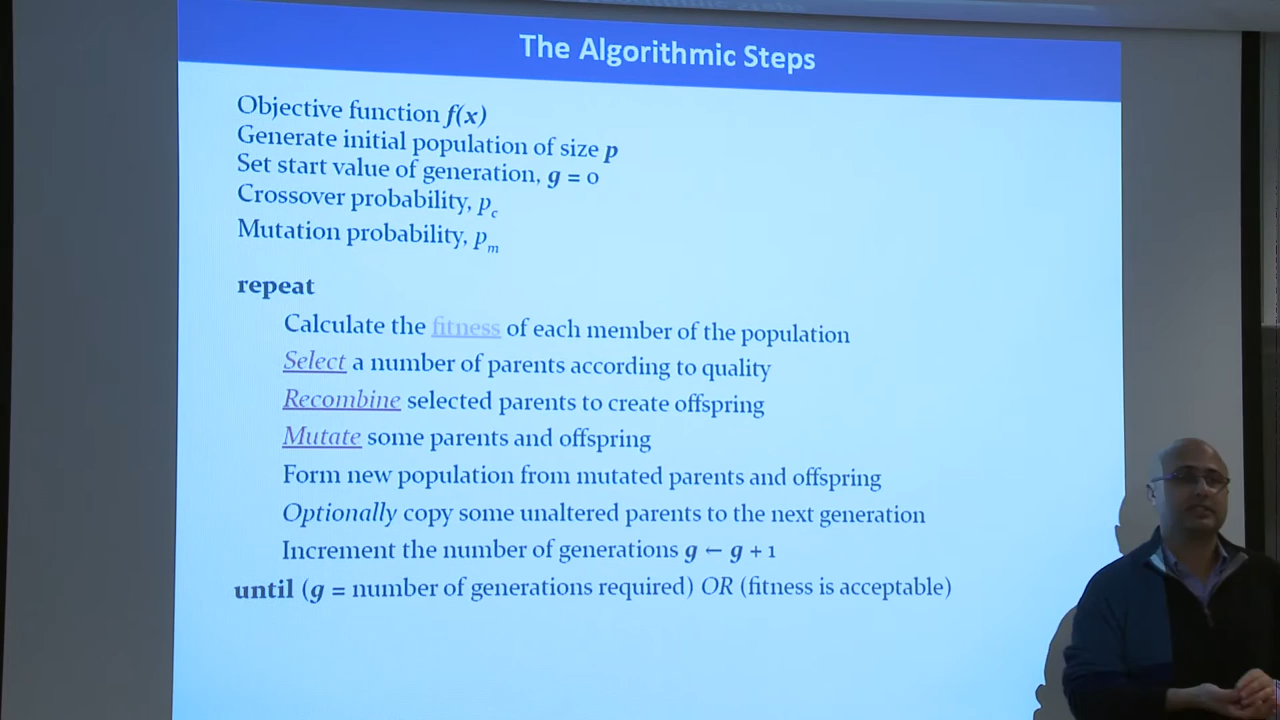 The Algorithmic Steps
Objective function f(x)
Generate initial population of size p
Set start value of generation, g = 0
Crossover probability, pc
Mutation probability, pm
repeat
Calculate the fitness of each member of the population
Select a number of parents according to quality
Recombine selected parents to create offspring
Mutate some parents and offspring
Form new population from mutated parents and offspring
Optionally copy some unaltered parents to the next generation
Increment the number of generations g ← g + 1
until (g = number of generations required) OR (fitness is acceptable)